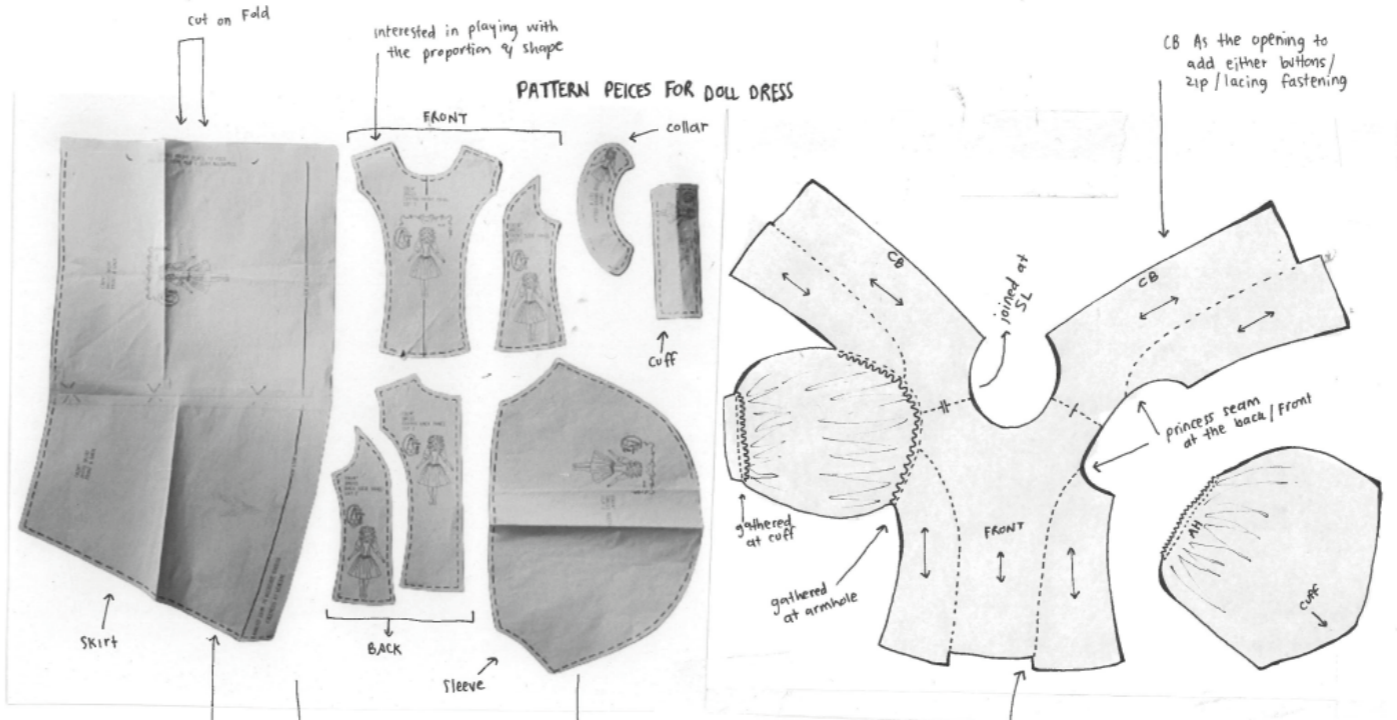 cut on Fold
interested in playing with
the proportion & shape
PATTERN PEICES FOR DOLL DRESS
FRONT
collar
cuff
Skirt
BACK
Sleeve
CB As the opening to
add either buttons/
zip/lacing fastening
CB
CB
joined at
SL
princess seam
at the back/front
gathered
at cuff
FRONT
gathered
at armhole
AH
cuff